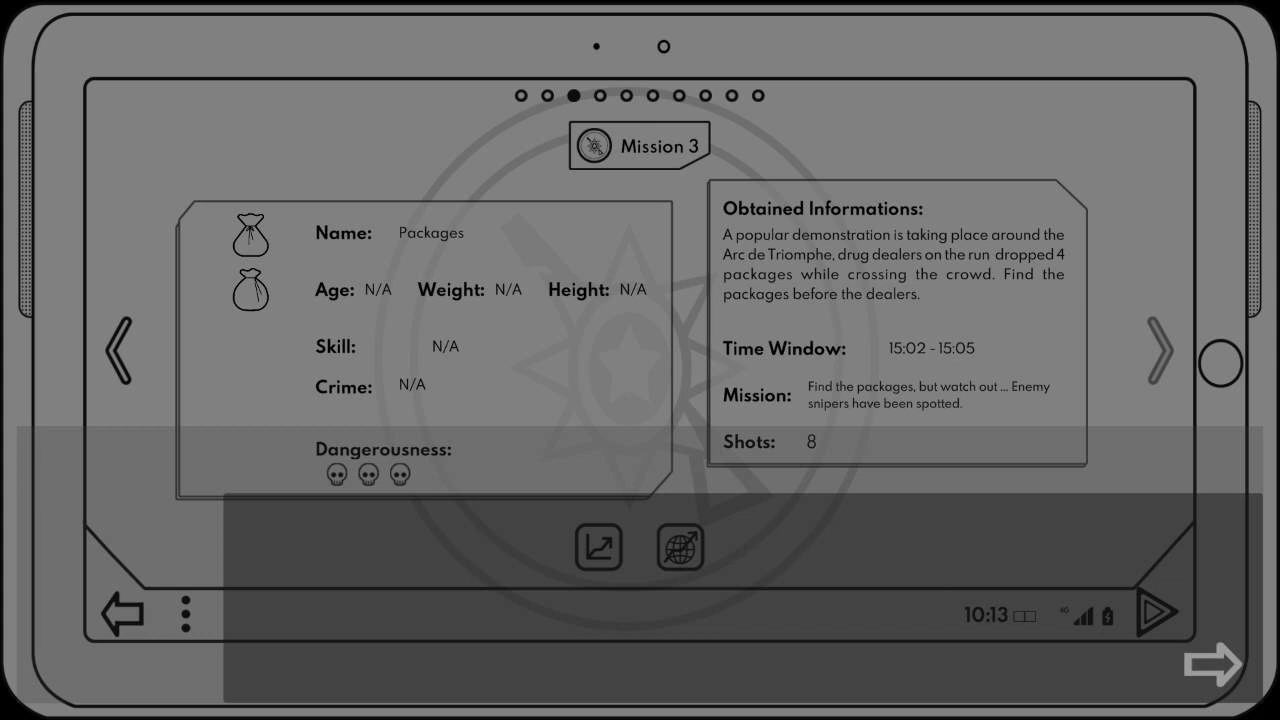 Mission 3
Name: Packages
Age: N/A Weight: N/A Height: N/A
Skill: N/A
Crime: N/A
Dangerousness:
Obtained Informations:
A popular demonstration is taking place around the
Arc de Triomphe, drug dealers on the run dropped 4
packages while crossing the crowd. Find the
packages before the dealers.
Time Window: 15:02 - 15:05
Mission: Find the packages, but watch out ... Enemy
snipers have been spotted.
Shots: 8
10:13 4G